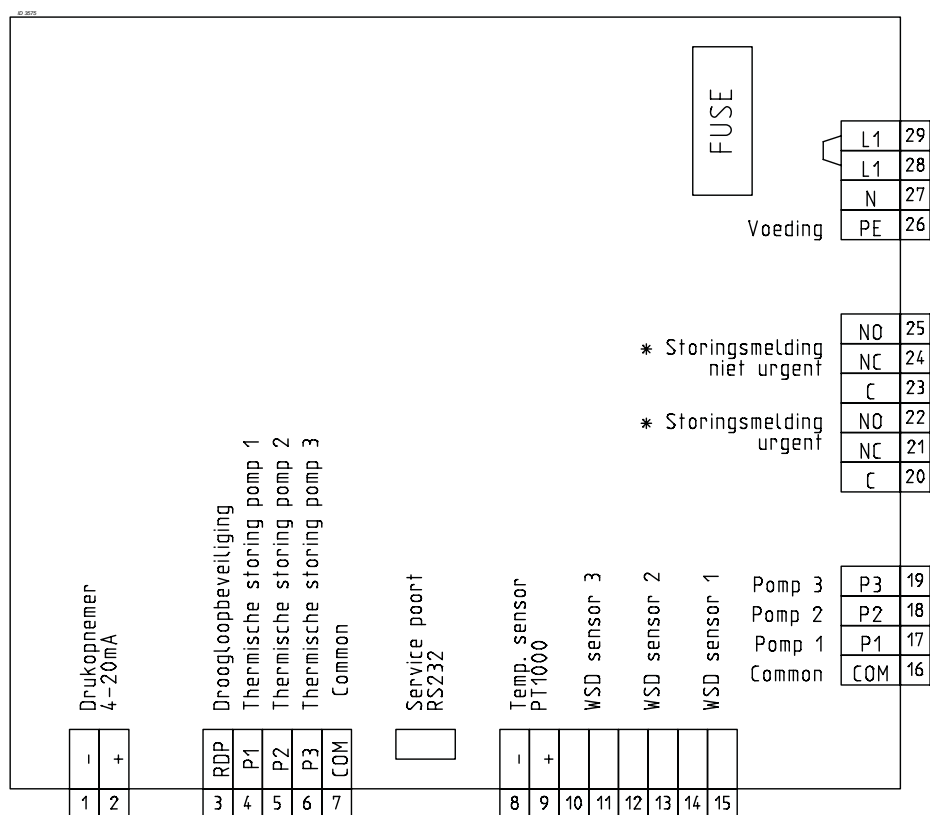 ID 3575
FUSE
L1 29
L1 28
N 27
Voeding PE 26
NO 25
* Storingsmelding
niet urgent
NC 24
C 23
* Storingsmelding
urgent
NO 22
NC 21
C 20
Pomp 3 P3 19
Pomp 2 P2 18
Pomp 1 P1 17
Common COM 16
Drukopnemer
4-20mA
Droogloopbeveiliging
Thermische storing pomp 1
Thermische storing pomp 2
Thermische storing pomp 3
Common
Service poort
RS232
Temp. sensor
PT1000
WSD sensor 3
WSD sensor 2
WSD sensor 1
- + RDP P1 P2 P3 COM - +
1 2 3 4 5 6 7 8 9 10 11 12 13 14 15